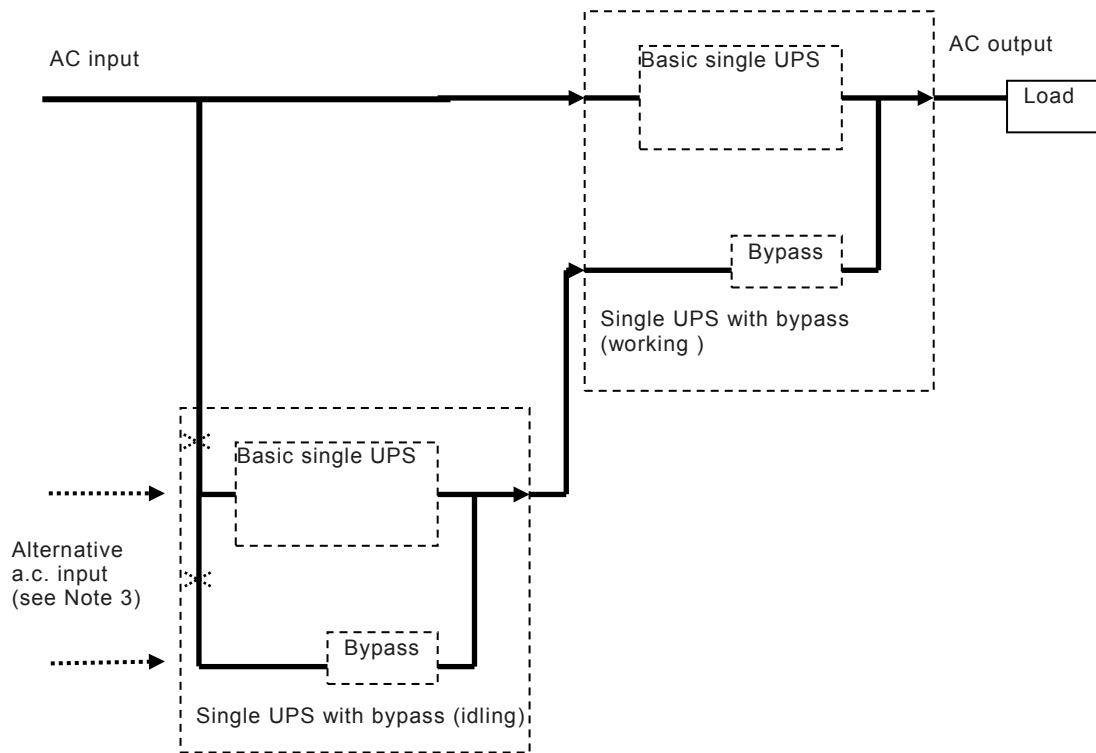 AC input
Basic single UPS
AC output
Load
Bypass
Single UPS with bypass
(working )
Basic single UPS
Alternative
a.c. input
(see Note 3)
Bypass
Single UPS with bypass (idling)